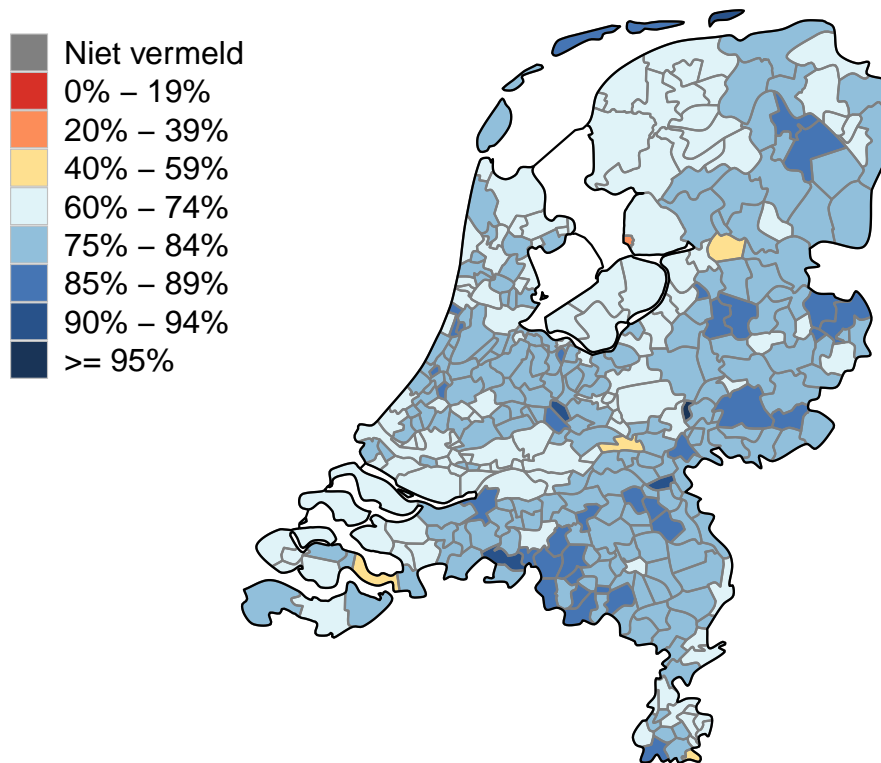 Niet vermeld
0% – 19%
20% – 39%
40% – 59%
60% – 74%
75% – 84%
85% – 89%
90% – 94%
>= 95%